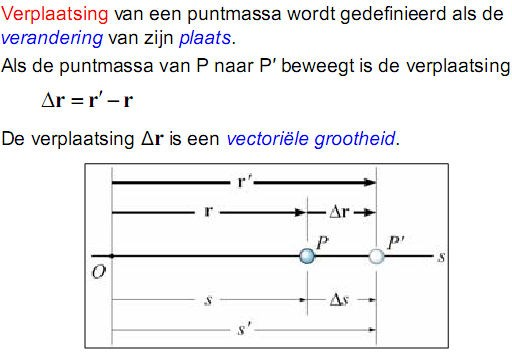 Verplaatsing van een puntmassa wordt gedefinieerd als de
verandering van zijn plaats.
Als de puntmassa van P naar P′ beweegt is de verplaatsing
Δr = r′ − r
De verplaatsing Δr is een vectoriële grootheid.
r′
r Δr
P P′
O s
s Δs
s′